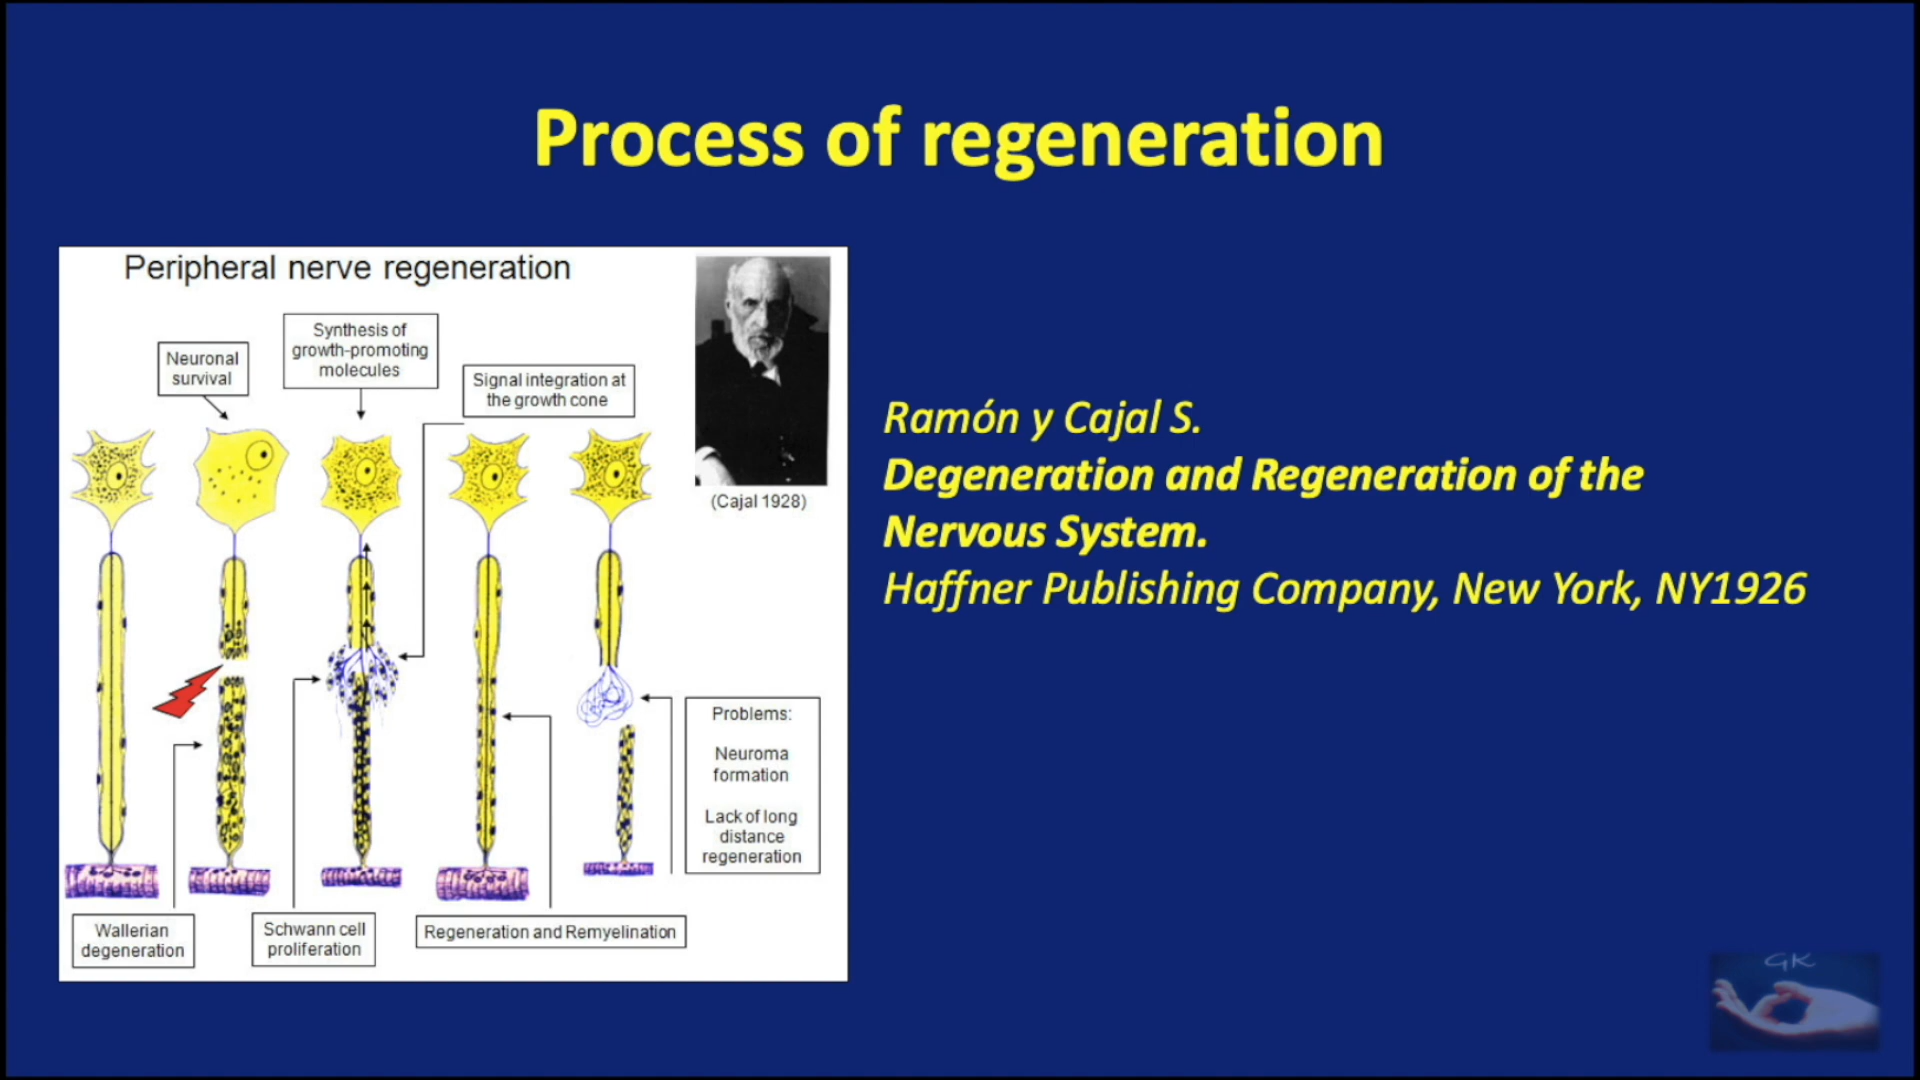 Process of regeneration
Peripheral nerve regeneration
Neuronal
survival
Synthesis of
growth-promoting
molecules
Signal integration at
the growth cone
(Cajal 1928)
Problems:
Neuroma
formation
Lack of long
distance
regeneration
Wallerian
degeneration
Schwann cell
proliferation
Regeneration and Remyelination
Ramón y Cajal S.
Degeneration and Regeneration of the
Nervous System.
Haffner Publishing Company, New York, NY1926
GK